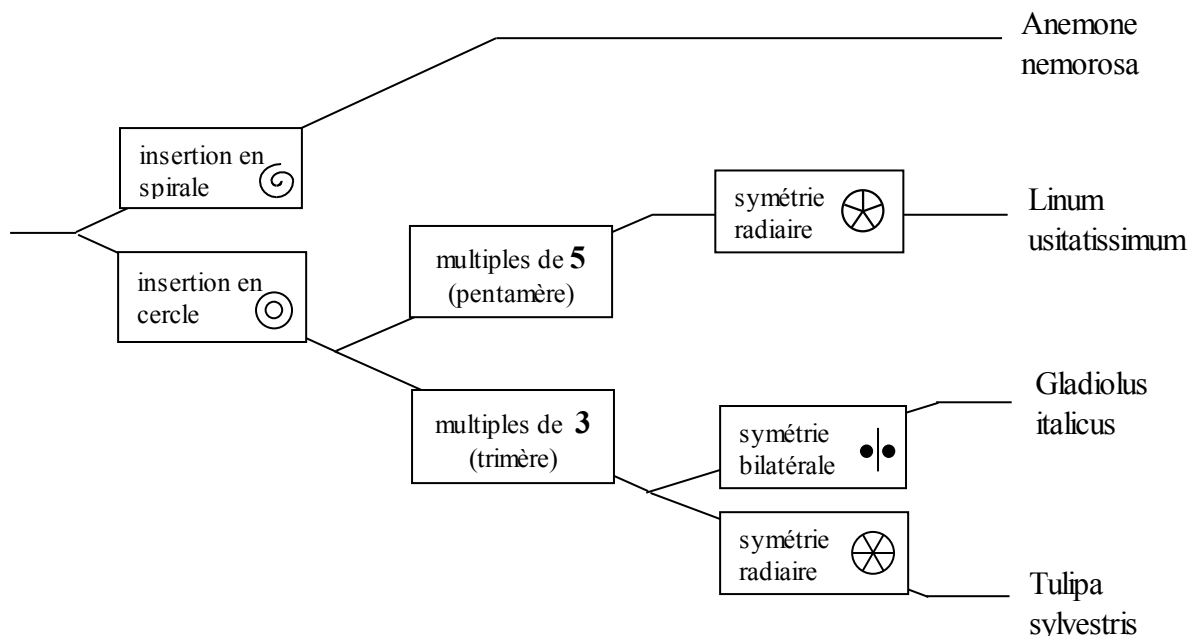 Anemone
nemorosa
insertion en
spirale
symétrie
radiaire
Linum
usitatissimum
multiples de 5
(pentamère)
insertion en
cercle
Gladiolus
italicus
multiples de 3
(trimère)
symétrie
bilatérale
symétrie
radiaire
Tulipa
sylvestris